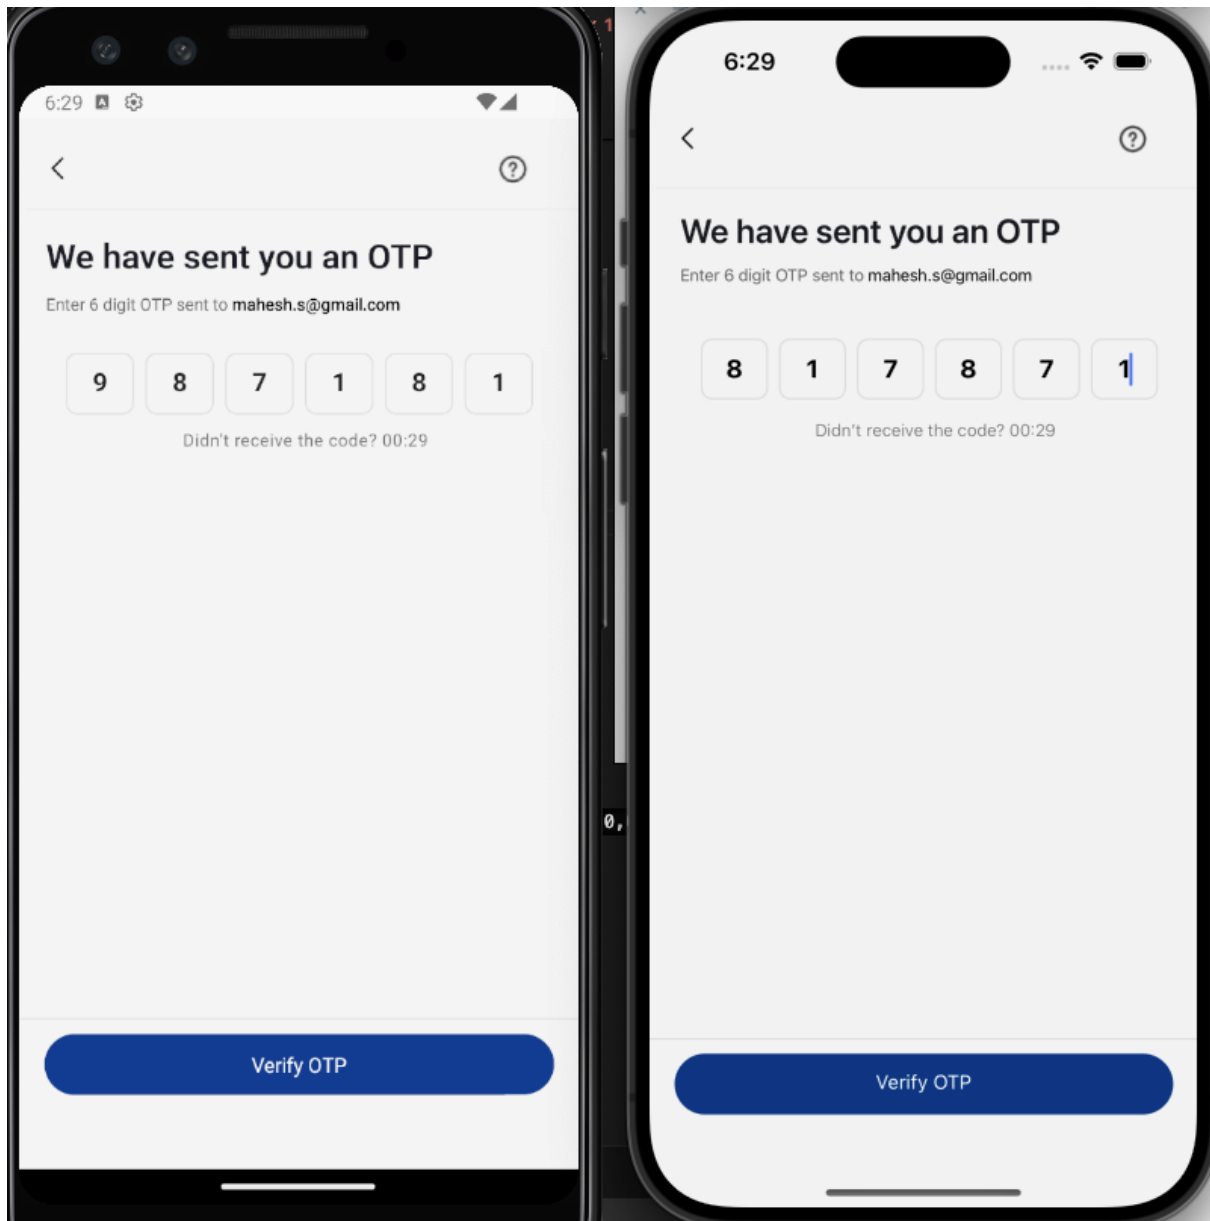 6:29
We have sent you an OTP
Enter 6 digit OTP sent to mahesh.s@gmail.com
9 8 7 1 8 1
Didn't receive the code? 00:29
Verify OTP
1
0,
6:29
We have sent you an OTP
Enter 6 digit OTP sent to mahesh.s@gmail.com
8 1 7 8 7 1
Didn't receive the code? 00:29
Verify OTP